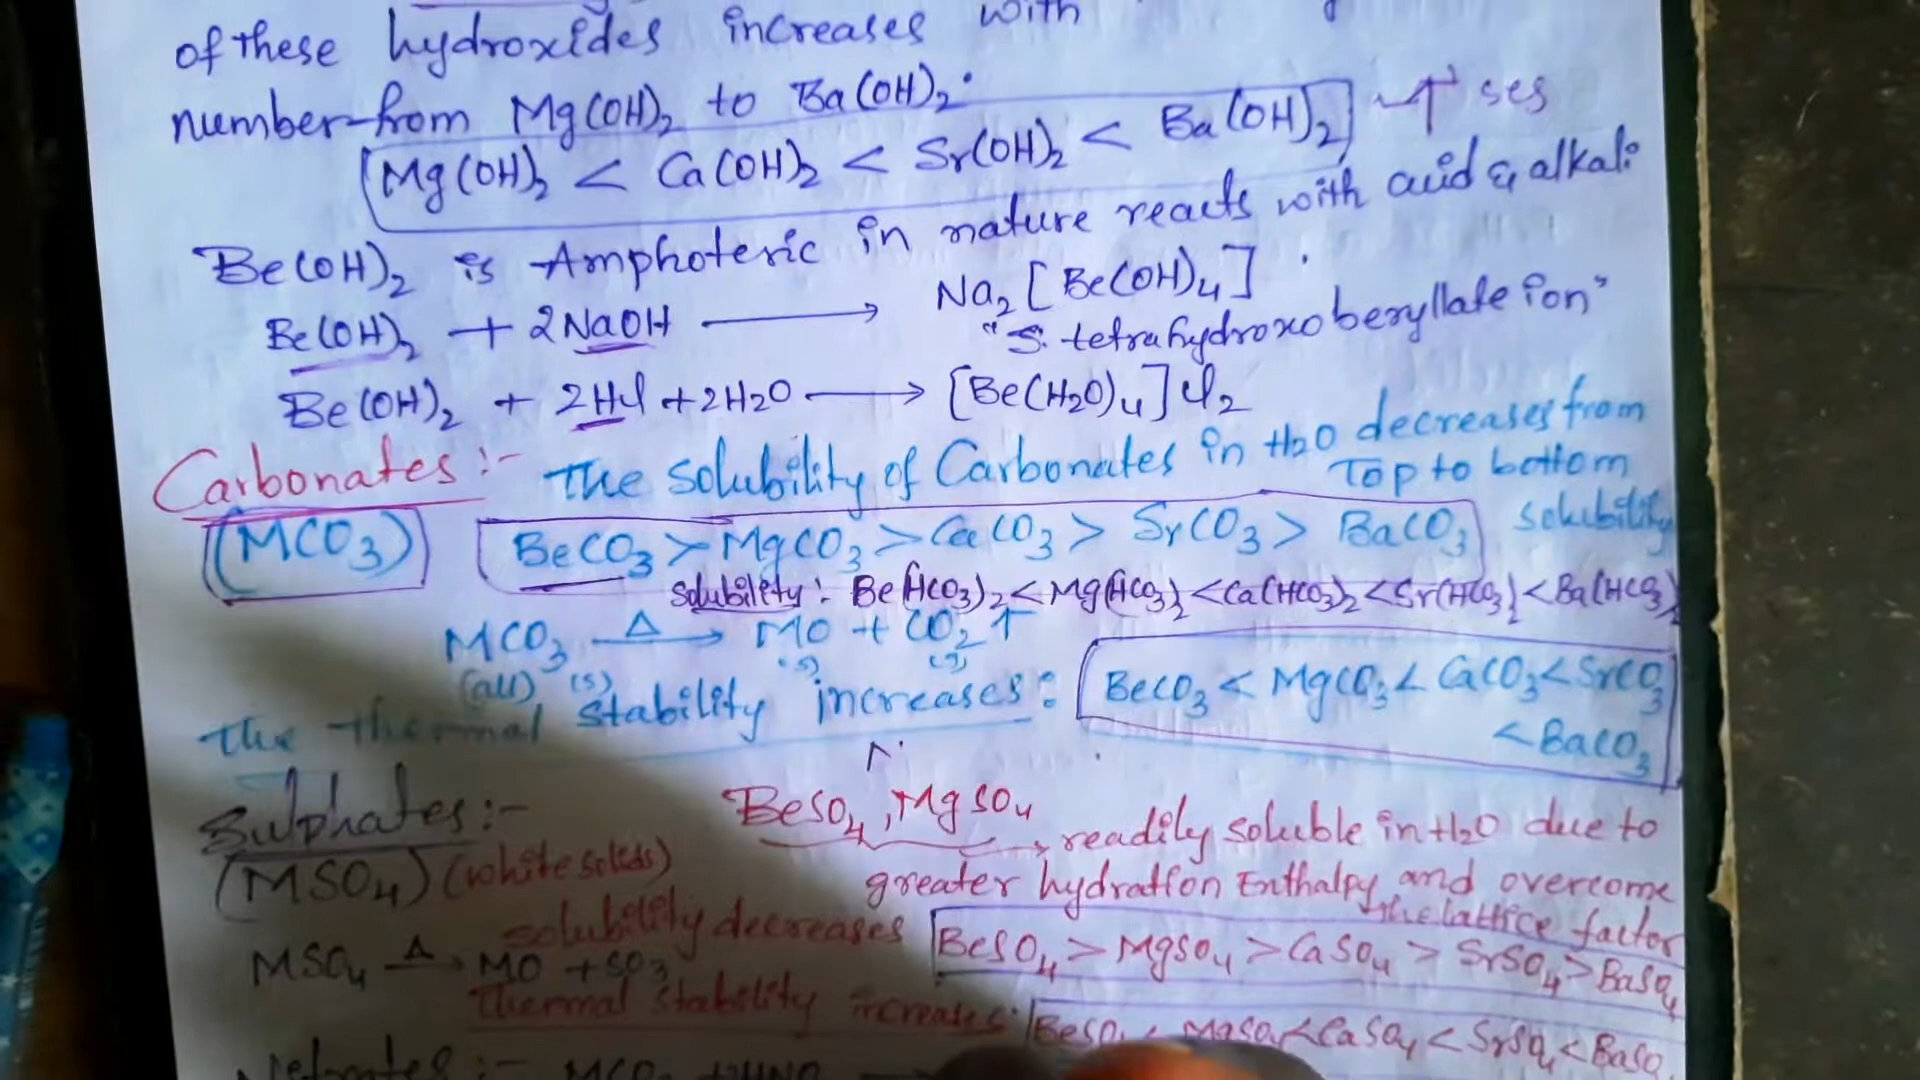 of these hydroxides increases with
number from Mg(OH)₂ to Ba(OH)₂.
Mg(OH)₂ < Ca(OH)₂ < Sr(OH)₂ < Ba(OH)₂ ↑ ses
Be(OH)₂ is Amphoteric in nature reacts with acid & alkali
Be(OH)₂ + 2NaOH ⟶ Na₂[Be(OH)₄]
"S. tetrahydroxo beryllate ion"
Be(OH)₂ + 2HCl + 2H2O ⟶ [Be(H₂O)₄]Cl₂
Carbonates :- The solubility of Carbonates in H2O decreases from
Top to bottom
(MCO₃) BeCO₃ > MgCO₃ > CaCO₃ > SrCO₃ > BaCO₃ solubility
solubility : Be(HCO₃)₂ < Mg(HCO₃)₂ < Ca(HCO₃)₂ < Sr(HCO₃)₂ < Ba(HCO₃)
MCO₃ —Δ→ MO + CO₂↑
(all) (s) (s) (g)
The thermal stability increases : BeCO₃ < MgCO₃ < CaCO₃ < SrCO₃
< BaCO₃
Sulphates :- BeSO₄, MgSO₄
→ readily soluble in H2O due to
(MSO₄) (white solids) greater hydration Enthalpy and overcome
the lattice factor
solubility decreases BeSO₄ > MgSO₄ > CaSO₄ > SrSO₄ > BaSO₄
MSO₄ —Δ→ MO + SO₃
Thermal stability increases: BeSO₄ < MgSO₄ < CaSO₄ < SrSO₄ < BaSO